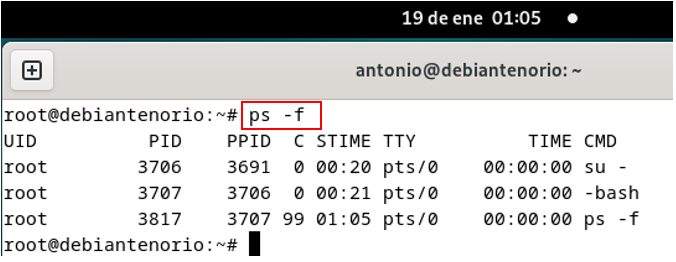 19 de ene 01:05
antonio@debiantenorio: ~
root@debiantenorio:~# ps -f
UID PID PPID C STIME TTY TIME CMD
root 3706 3691 0 00:20 pts/0 00:00:00 su -
root 3707 3706 0 00:21 pts/0 00:00:00 -bash
root 3817 3707 99 01:05 pts/0 00:00:00 ps -f
root@debiantenorio:~#